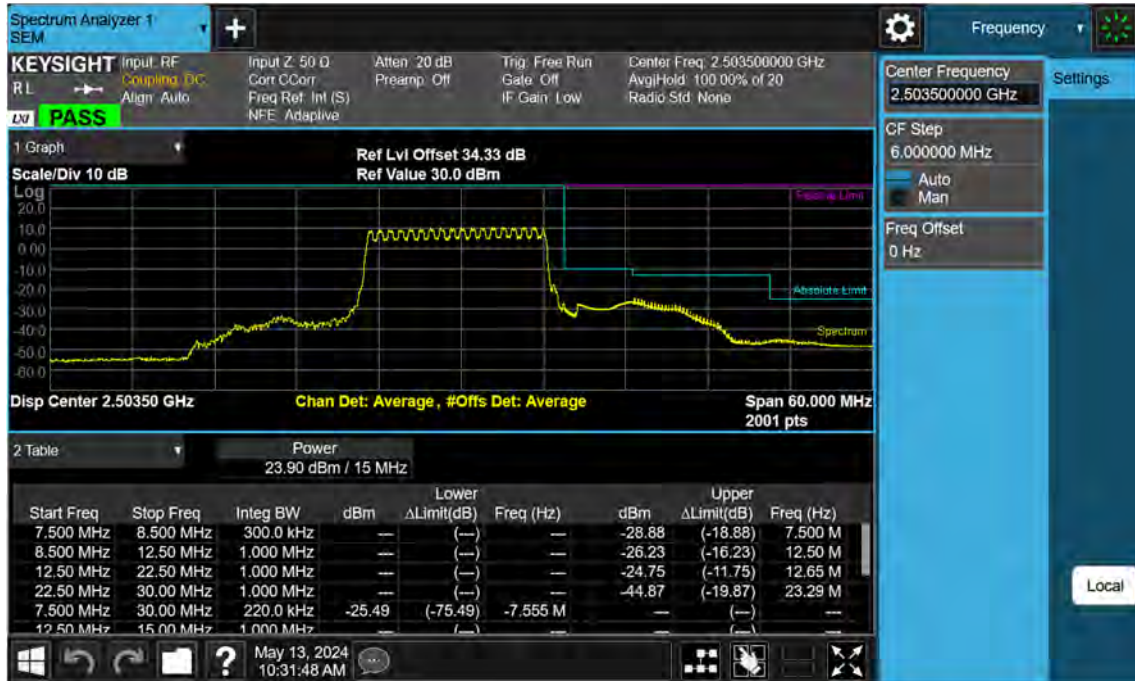 Spectrum Analyzer 1
SEM
Frequency
KEYSIGHT
RL
LXI
PASS
Input: RF
Coupling: DC
Align: Auto
Input Z: 50 Ω
Corr CCorr
Freq Ref: Int (S)
NFE: Adaptive
Atten: 20 dB
Preamp: Off
Trig: Free Run
Gate: Off
IF Gain: Low
Center Freq: 2.503500000 GHz
Avg|Hold: 100.00% of 20
Radio Std: None
Center Frequency
2.503500000 GHz
Settings
CF Step
6.000000 MHz
Auto
Man
Freq Offset
0 Hz
1 Graph
Scale/Div 10 dB
Ref Lvl Offset 34.33 dB
Ref Value 30.0 dBm
Log
20.0
10.0
0.00
-10.0
-20.0
-30.0
-40.0
-50.0
-60.0
Relative Limit
Absolute Limit
Spectrum
Disp Center 2.50350 GHz
Chan Det: Average, #Offs Det: Average
Span 60.000 MHz
2001 pts
2 Table
Power
23.90 dBm / 15 MHz
Lower Upper
Start Freq Stop Freq Integ BW dBm ΔLimit(dB) Freq (Hz) dBm ΔLimit(dB) Freq (Hz)
7.500 MHz 8.500 MHz 300.0 kHz --- (---) --- -28.88 (-18.88) 7.500 M
8.500 MHz 12.50 MHz 1.000 MHz --- (---) --- -26.23 (-16.23) 12.50 M
12.50 MHz 22.50 MHz 1.000 MHz --- (---) --- -24.75 (-11.75) 12.65 M
22.50 MHz 30.00 MHz 1.000 MHz --- (---) --- -44.87 (-19.87) 23.29 M
7.500 MHz 30.00 MHz 220.0 kHz -25.49 (-75.49) -7.555 M --- (---) ---
12.50 MHz 15.00 MHz 1.000 MHz --- (---) --- --- (---) ---
Local
May 13, 2024
10:31:48 AM